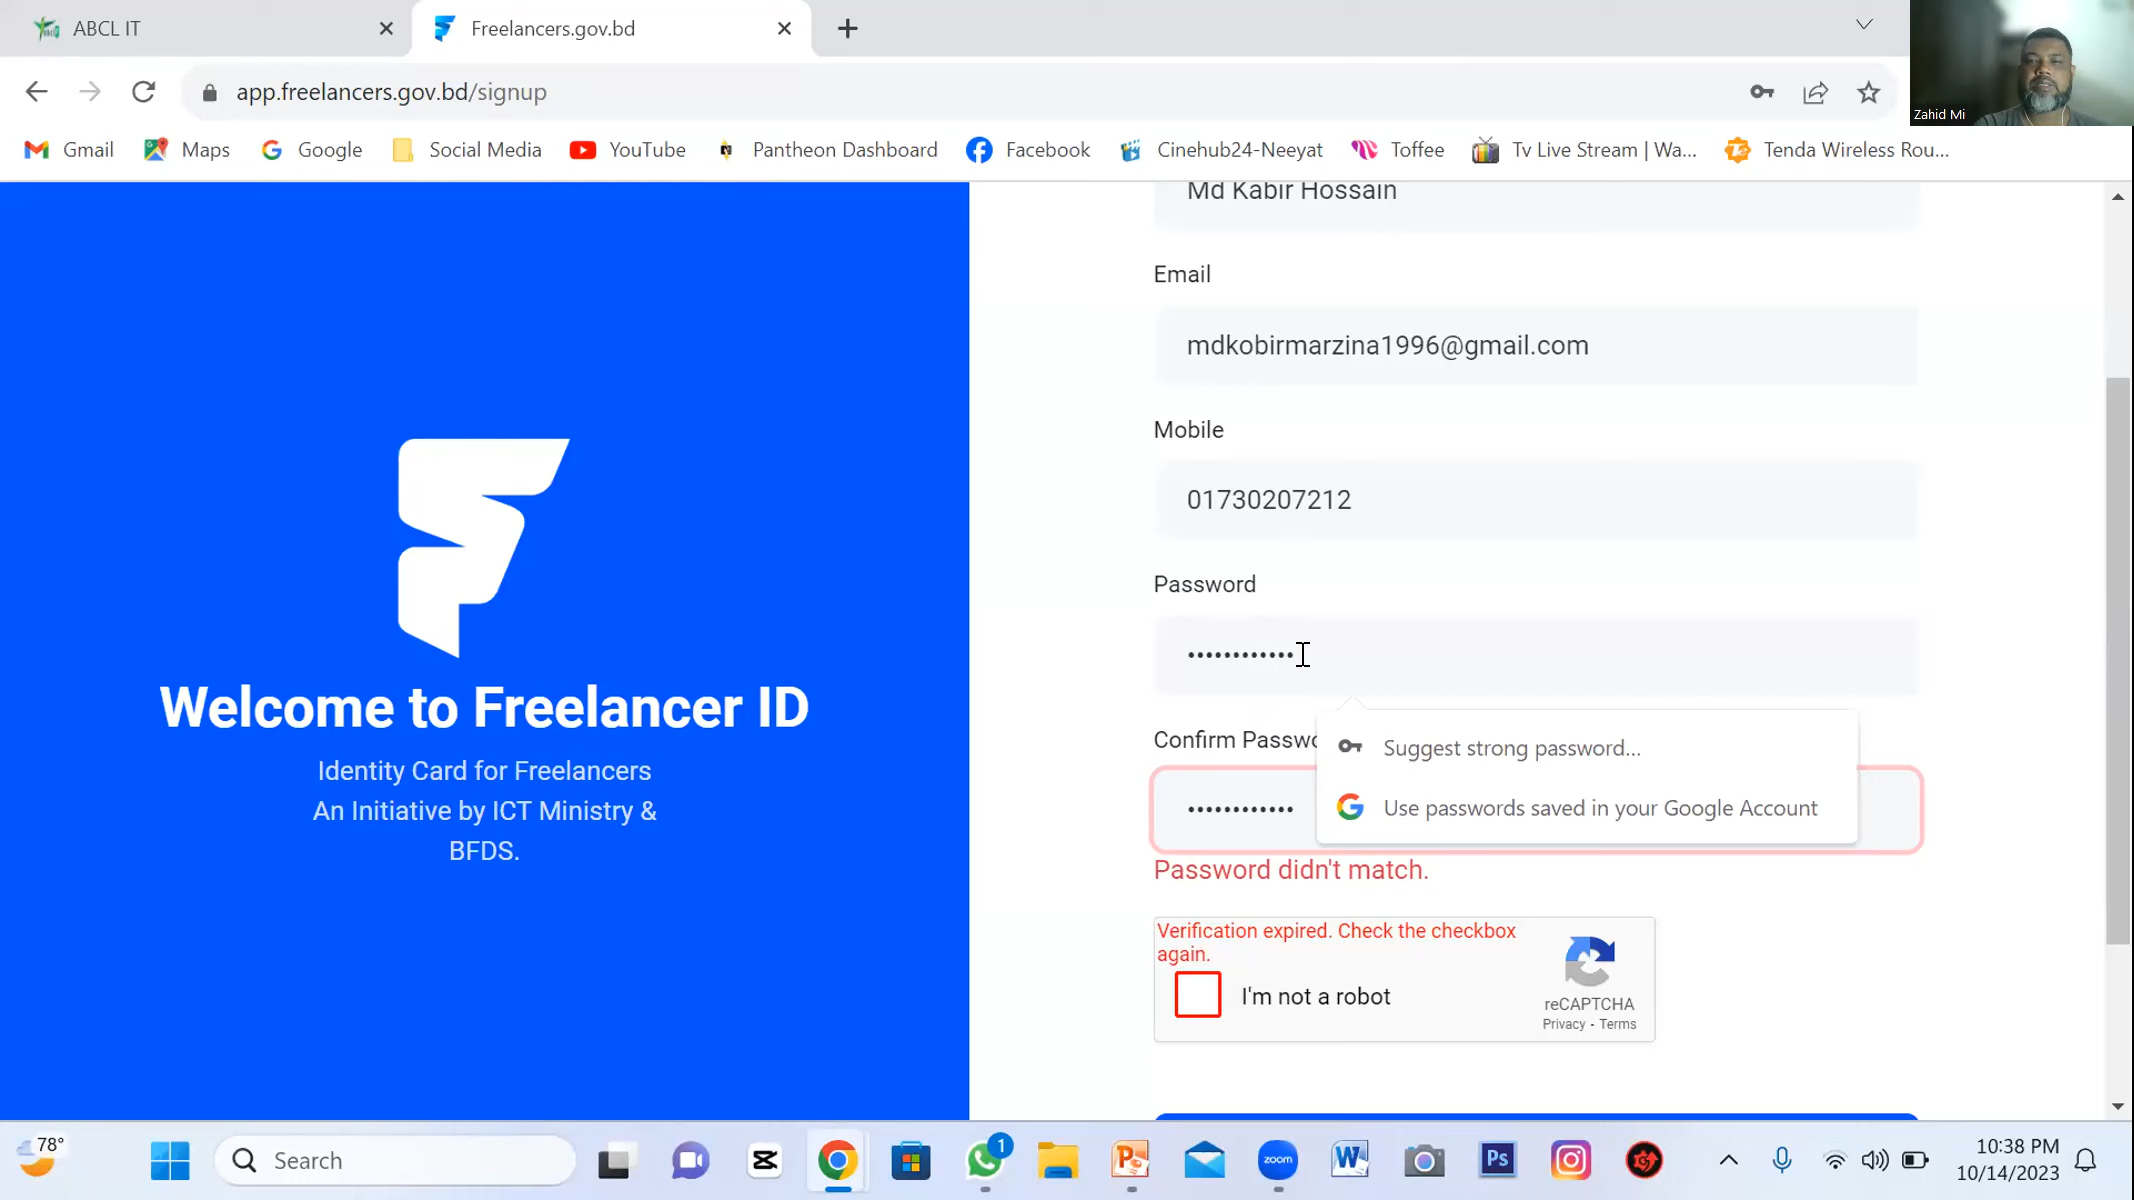 ABCL IT
Freelancers.gov.bd
app.freelancers.gov.bd/signup
Zahid Mi
Gmail
Maps
Google
Social Media
YouTube
Pantheon Dashboard
Facebook
Cinehub24-Neeyat
Toffee
Tv Live Stream | Wa...
Tenda Wireless Rou...
Welcome to Freelancer ID
Identity Card for Freelancers
An Initiative by ICT Ministry &
BFDS.
Md Kabir Hossain
Email
mdkobirmarzina1996@gmail.com
Mobile
01730207212
Password
••••••••••••
Confirm Passwo
••••••••••••
Suggest strong password...
Use passwords saved in your Google Account
Password didn't match.
Verification expired. Check the checkbox
again.
I'm not a robot
reCAPTCHA
Privacy - Terms
78°
Search
1
zoom
Ps
10:38 PM
10/14/2023